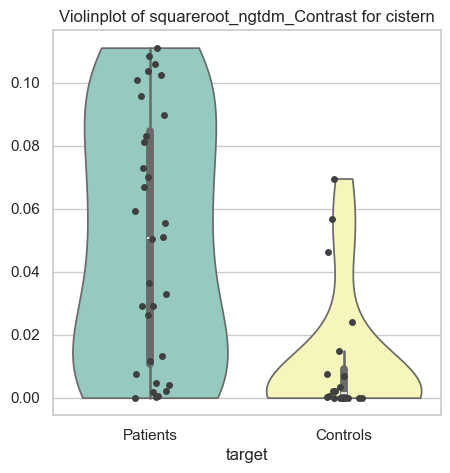 Violinplot of squareroot_ngtdm_Contrast for cistern
0.10
0.08
0.06
0.04
0.02
0.00
Patients Controls
target